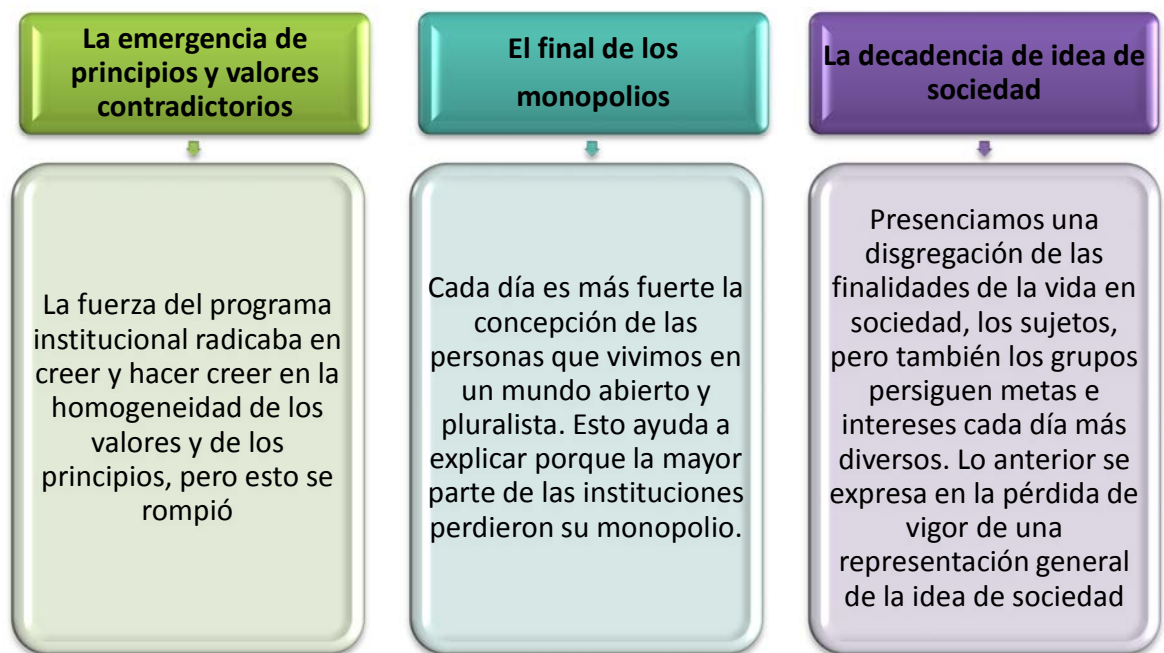 La emergencia de
principios y valores
contradictorios
La fuerza del programa
institucional radicaba en
creer y hacer creer en la
homogeneidad de los
valores y de los
principios, pero esto se
rompió
El final de los
monopolios
Cada día es más fuerte la
concepción de las
personas que vivimos en
un mundo abierto y
pluralista. Esto ayuda a
explicar porque la mayor
parte de las instituciones
perdieron su monopolio.
La decadencia de idea de
sociedad
Presenciamos una
disgregación de las
finalidades de la vida en
sociedad, los sujetos,
pero también los grupos
persiguen metas e
intereses cada día más
diversos. Lo anterior se
expresa en la pérdida de
vigor de una
representación general
de la idea de sociedad